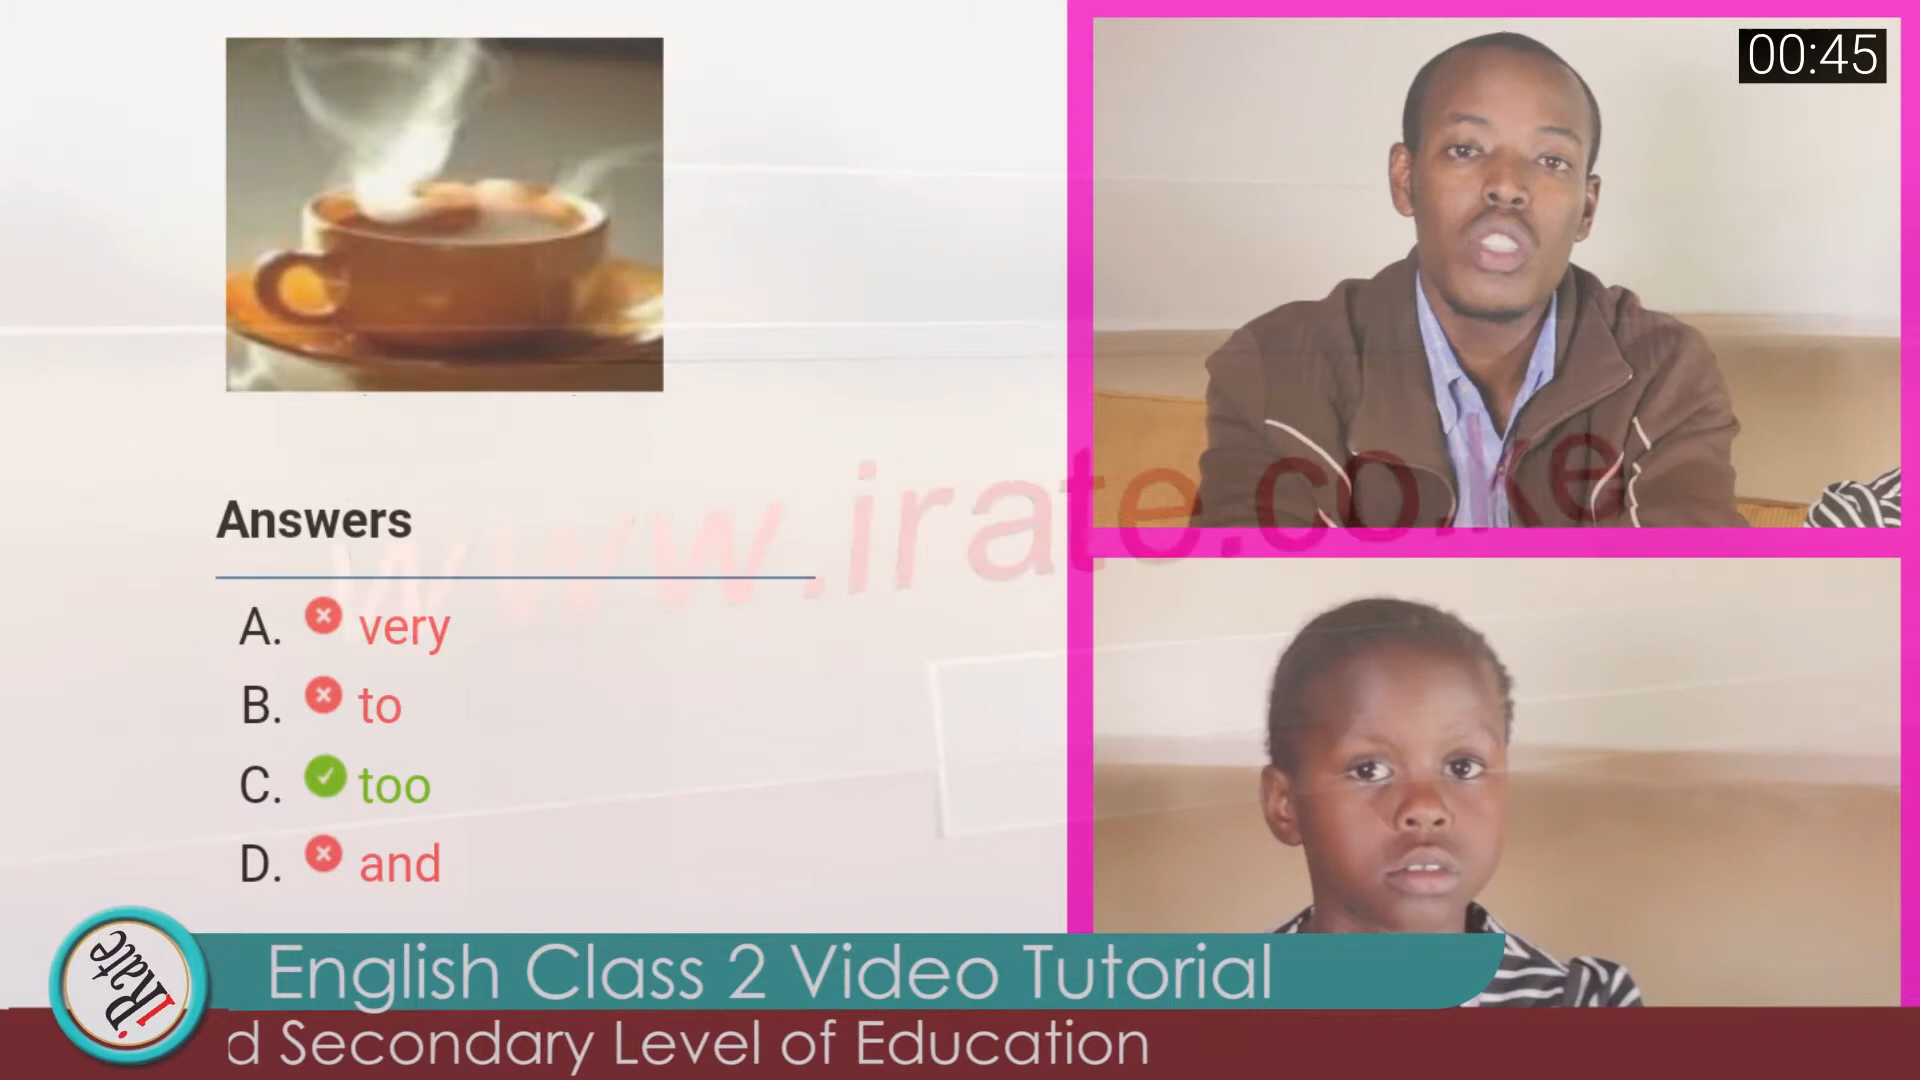 00:45
Answers
www.irate.co.ke
A. very
B. to
C. too
D. and
iRate
English Class 2 Video Tutorial
d Secondary Level of Education